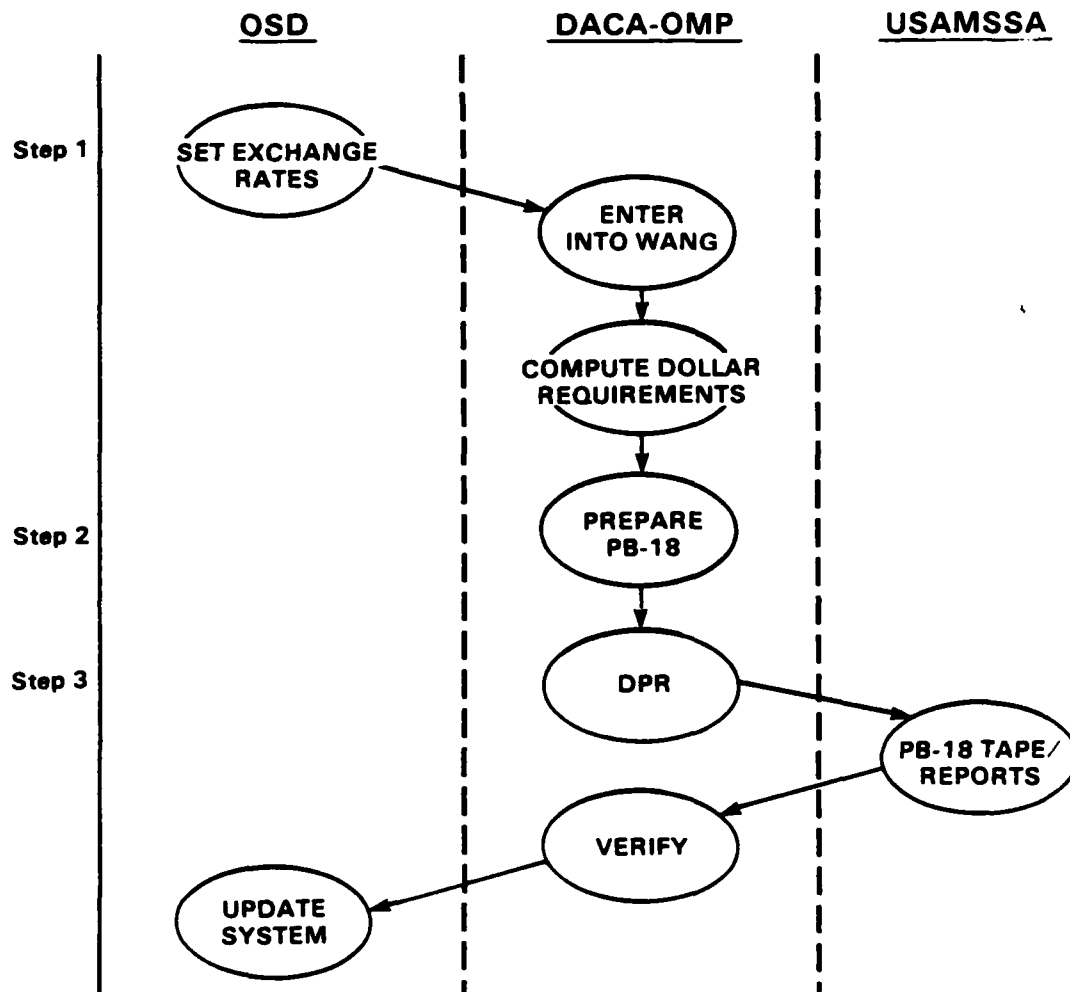 OSD DACA-OMP USAMSSA
Step 1
SET EXCHANGE
RATES
ENTER
INTO WANG
COMPUTE DOLLAR
REQUIREMENTS
Step 2
PREPARE
PB-18
Step 3
DPR
PB-18 TAPE/
REPORTS
VERIFY
UPDATE
SYSTEM